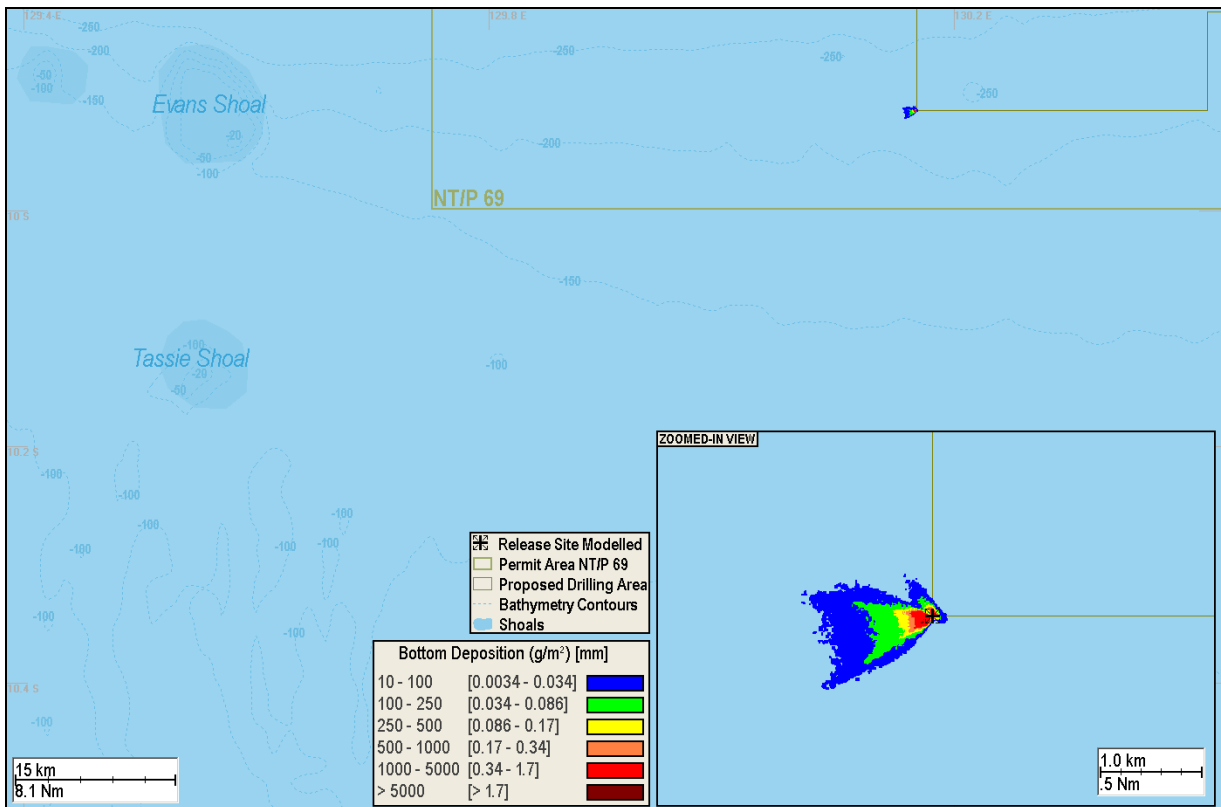 129.4 E
129.8 E
130.2 E
-250
-200
-50
-100
-150
Evans Shoal
-20
-50
-100
-250
-250
-250
-200
NT/P 69
10 S
-150
Tassie Shoal
-100
-20
-50
-100
10.2 S
-100
-100
-100
-100
-100
-100
-100
-100
-100
10.4 S
-100
ZOOMED-IN VIEW
Release Site Modelled
Permit Area NT/P 69
Proposed Drilling Area
Bathymetry Contours
Shoals
Bottom Deposition (g/m²) [mm]
10 - 100 [0.0034 - 0.034]
100 - 250 [0.034 - 0.086]
250 - 500 [0.086 - 0.17]
500 - 1000 [0.17 - 0.34]
1000 - 5000 [0.34 - 1.7]
> 5000 [> 1.7]
15 km
8.1 Nm
1.0 km
.5 Nm